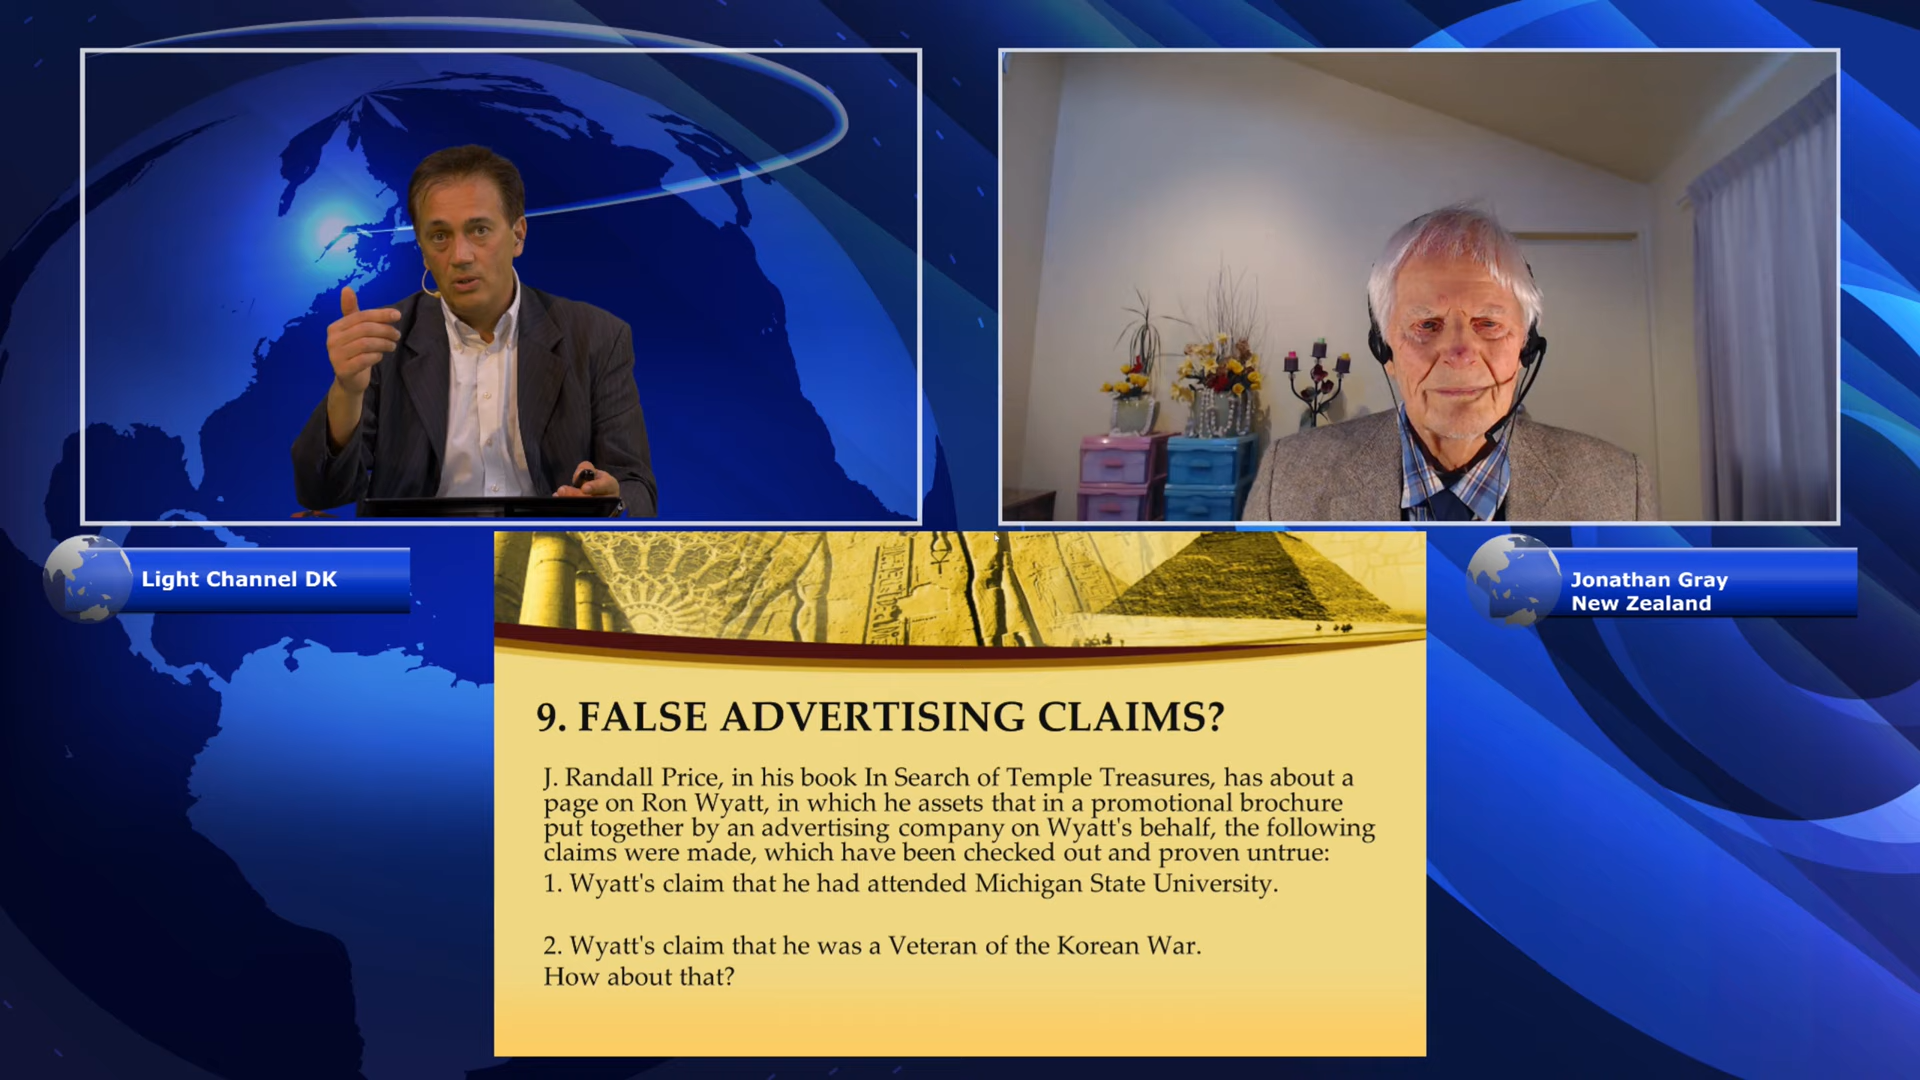 Light Channel DK
Jonathan Gray
New Zealand
9. FALSE ADVERTISING CLAIMS?
J. Randall Price, in his book In Search of Temple Treasures, has about a
page on Ron Wyatt, in which he assets that in a promotional brochure
put together by an advertising company on Wyatt's behalf, the following
claims were made, which have been checked out and proven untrue:
1. Wyatt's claim that he had attended Michigan State University.
2. Wyatt's claim that he was a Veteran of the Korean War.
How about that?